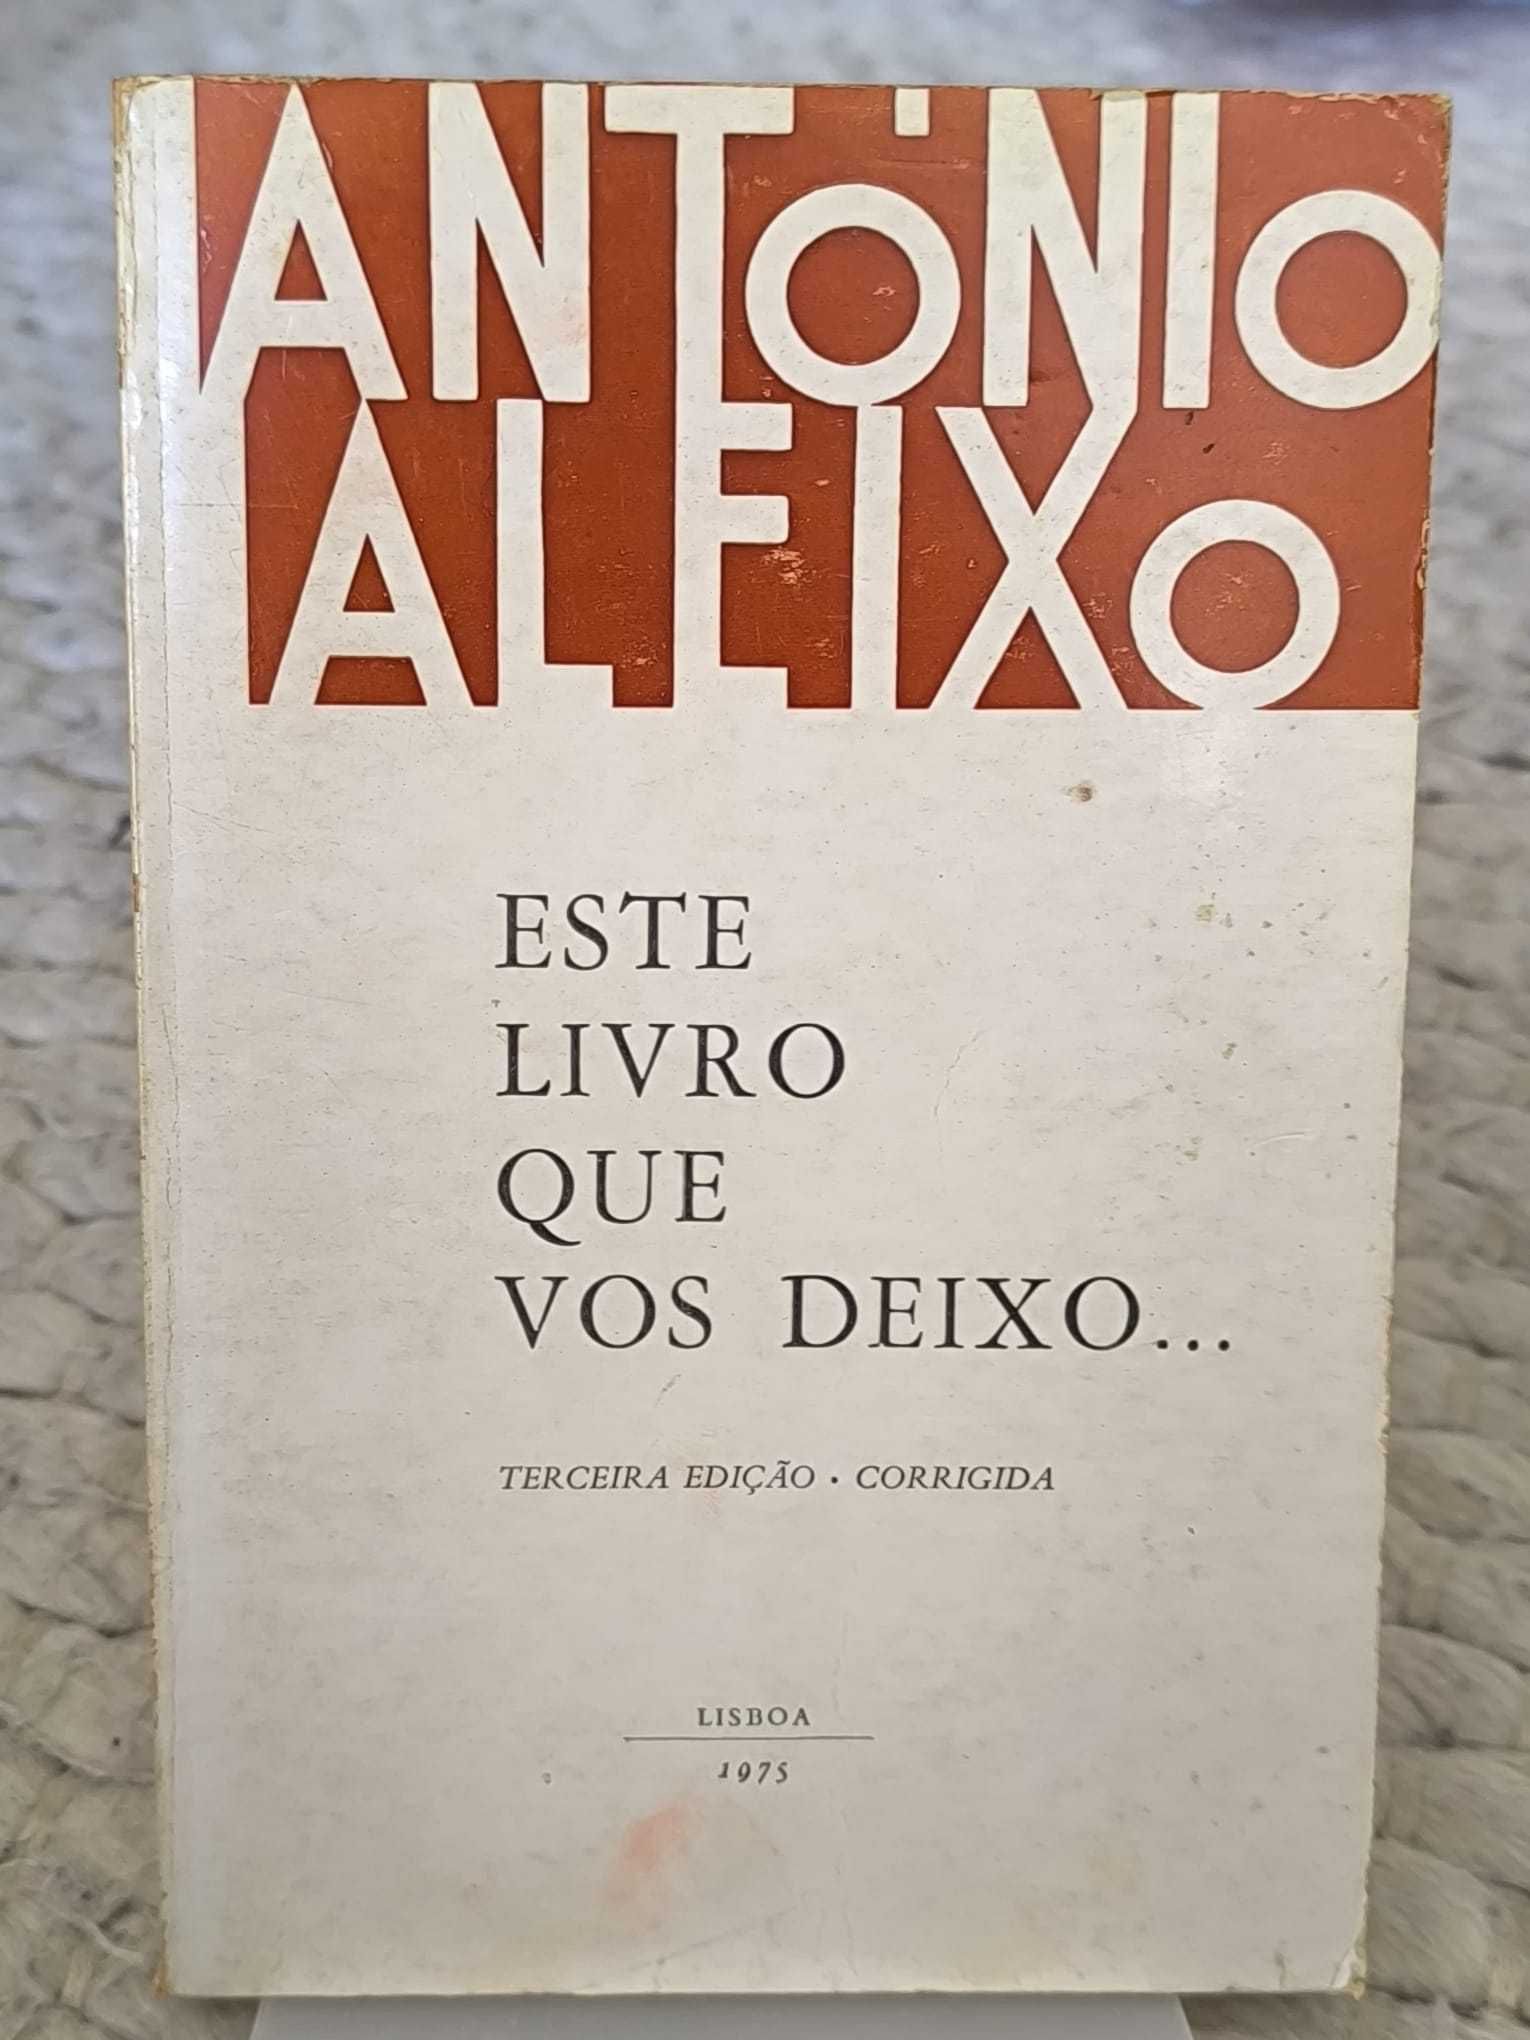 ANTÓNIO
ALEIXO
ESTE
LIVRO
QUE
VOS DEIXO...
TERCEIRA EDIÇÃO • CORRIGIDA
LISBOA
1975